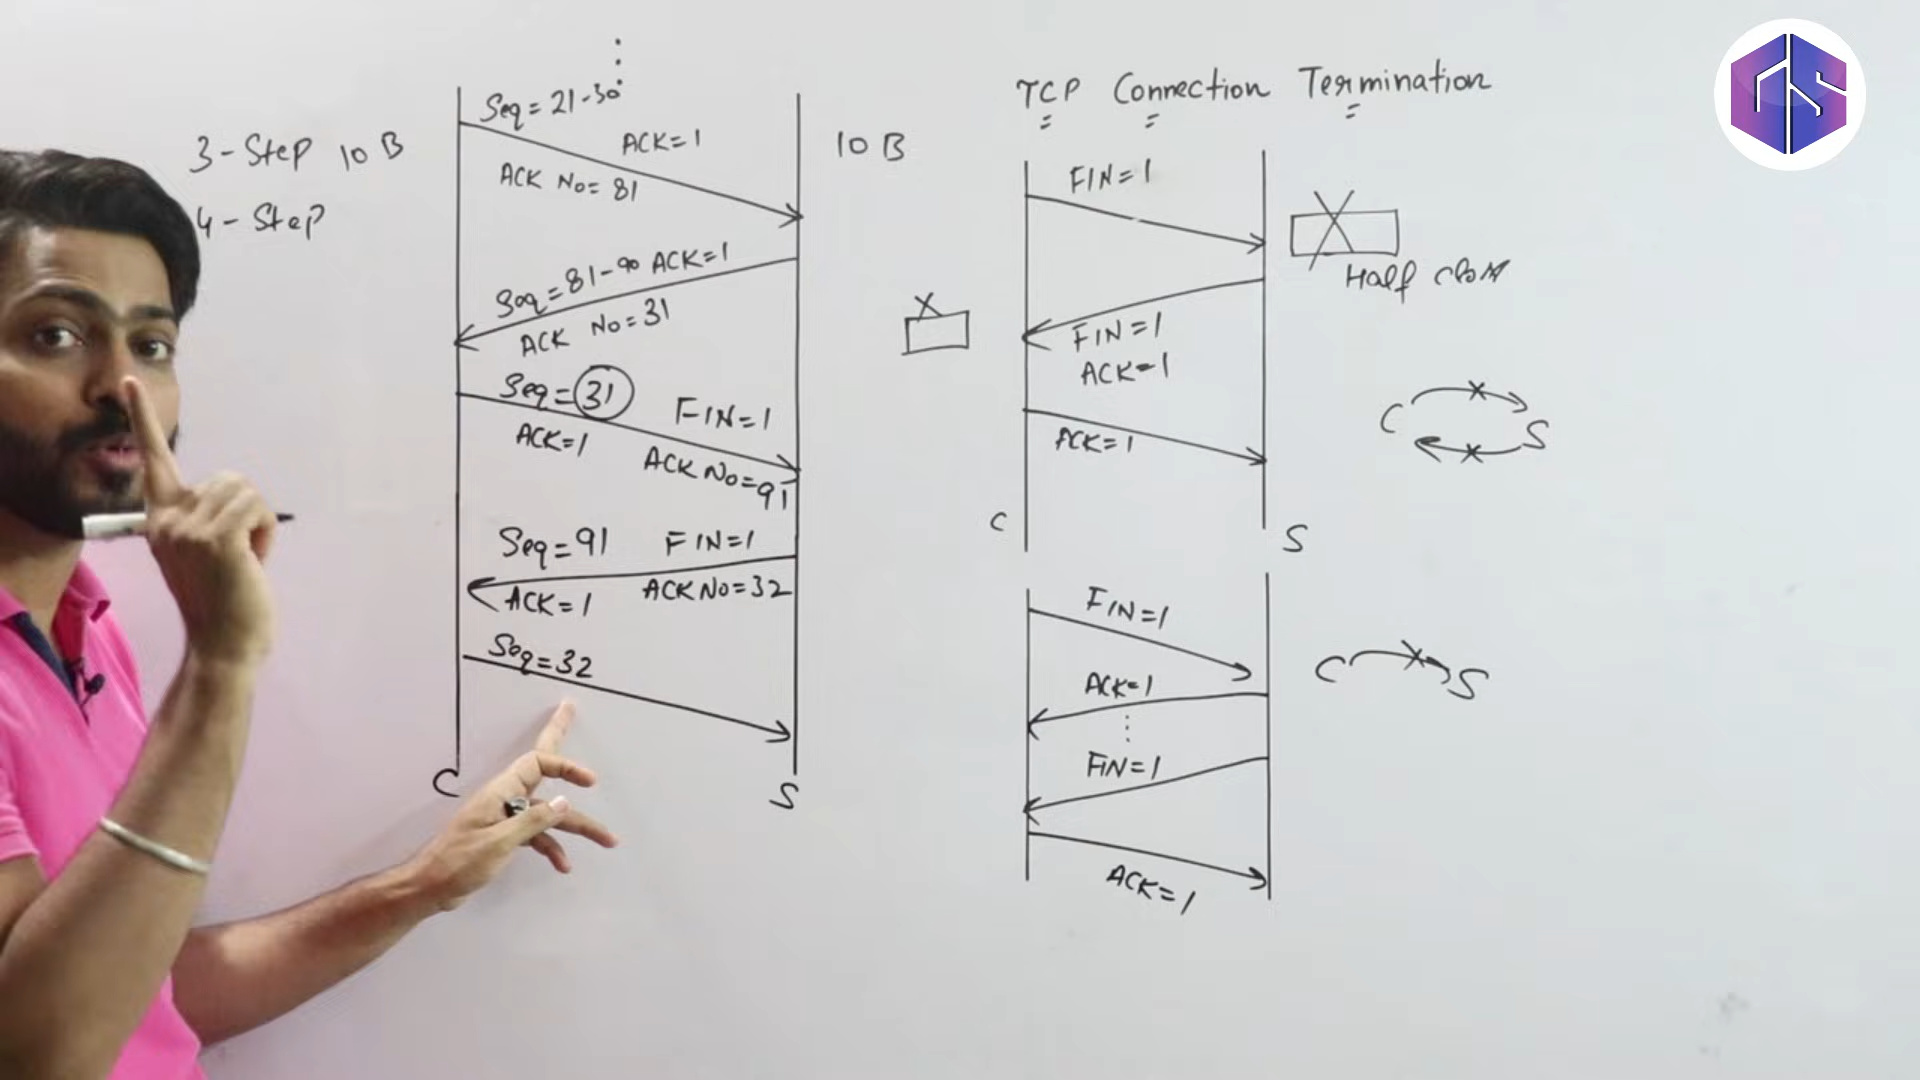 TCP Connection Termination
3-Step 10 B
4-Step
Seq=21-30
ACK=1
ACK No=81
10 B
Seq=81-90 ACK=1
ACK No=31
Seq=31 FIN=1
ACK=1 ACK No=91
Seq=91 FIN=1
ACK=1 ACK No=32
Seq=32
C S
FIN=1
Half close
FIN=1
ACK=1
ACK=1
C S
C S
FIN=1
ACK=1
FIN=1
ACK=1
C S